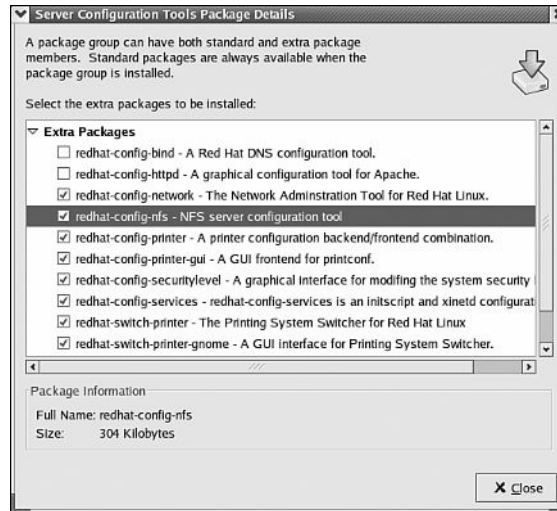 Server Configuration Tools Package Details
A package group can have both standard and extra package
members. Standard packages are always available when the
package group is installed.
Select the extra packages to be installed:
Extra Packages
redhat-config-bind - A Red Hat DNS configuration tool.
redhat-config-httpd - A graphical configuration tool for Apache.
redhat-config-network - The Network Adminstration Tool for Red Hat Linux.
redhat-config-nfs - NFS server configuration tool
redhat-config-printer - A printer configuration backend/frontend combination.
redhat-config-printer-gui - A GUI frontend for printconf.
redhat-config-securitylevel - A graphical interface for modifing the system security
redhat-config-services - redhat-config-services is an initscript and xinetd configurat
redhat-switch-printer - The Printing System Switcher for Red Hat Linux
redhat-switch-printer-gnome - A GUI interface for Printing System Switcher.
Package Information
Full Name: redhat-config-nfs
Size: 304 Kilobytes
Close